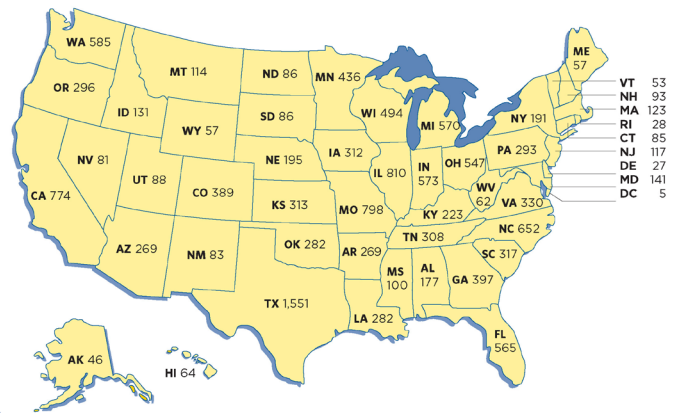 WA 585
OR 296
MT 114
ID 131
WY 57
ND 86
SD 86
MN 436
WI 494
MI 570
NY 191
ME
57
VT 53
NH 93
MA 123
RI 28
CT 85
NJ 117
DE 27
MD 141
DC 5
NV 81
UT 88
CA 774
CO 389
NE 195
KS 313
IA 312
IL 810
IN
573
OH 547
PA 293
WV
62
VA 330
MO 798
KY 223
NC 652
TN 308
SC 317
AZ 269
NM 83
OK 282
AR 269
MS
100
AL
177
GA 397
TX 1,551
LA 282
FL
565
AK 46
HI 64